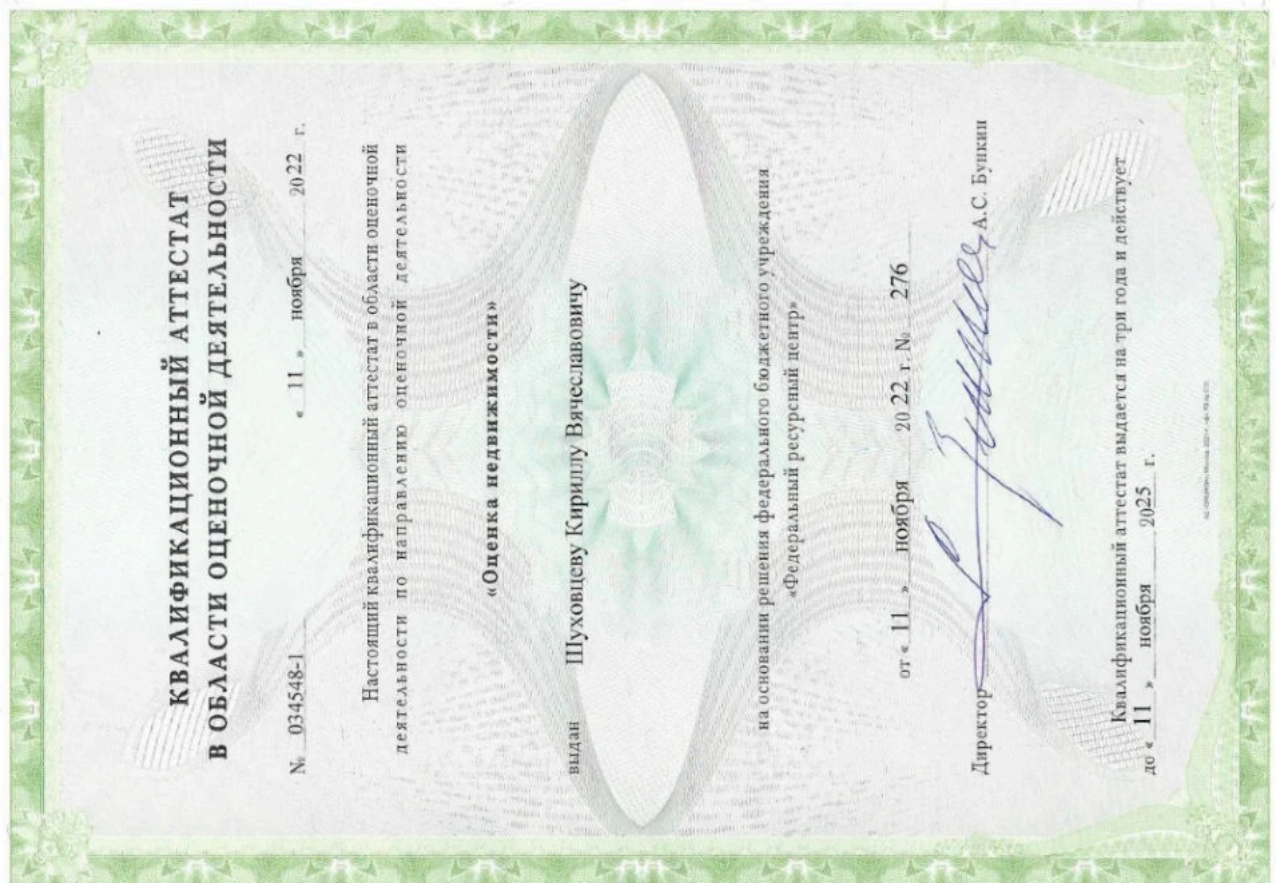 КВАЛИФИКАЦИОННЫЙ АТТЕСТАТ
В ОБЛАСТИ ОЦЕНОЧНОЙ ДЕЯТЕЛЬНОСТИ
№ 034548-1 « 11 » ноября 2022 г.
Настоящий квалификационный аттестат в области оценочной
деятельности по направлению оценочной деятельности
«Оценка недвижимости»
выдан Шуховцеву Кириллу Вячеславовичу
на основании решения федерального бюджетного учреждения
«Федеральный ресурсный центр»
от « 11 » ноября 20 22 г. № 276
Директор А.С. Бункин
Квалификационный аттестат выдается на три года и действует
до « 11 » ноября 2025 г.